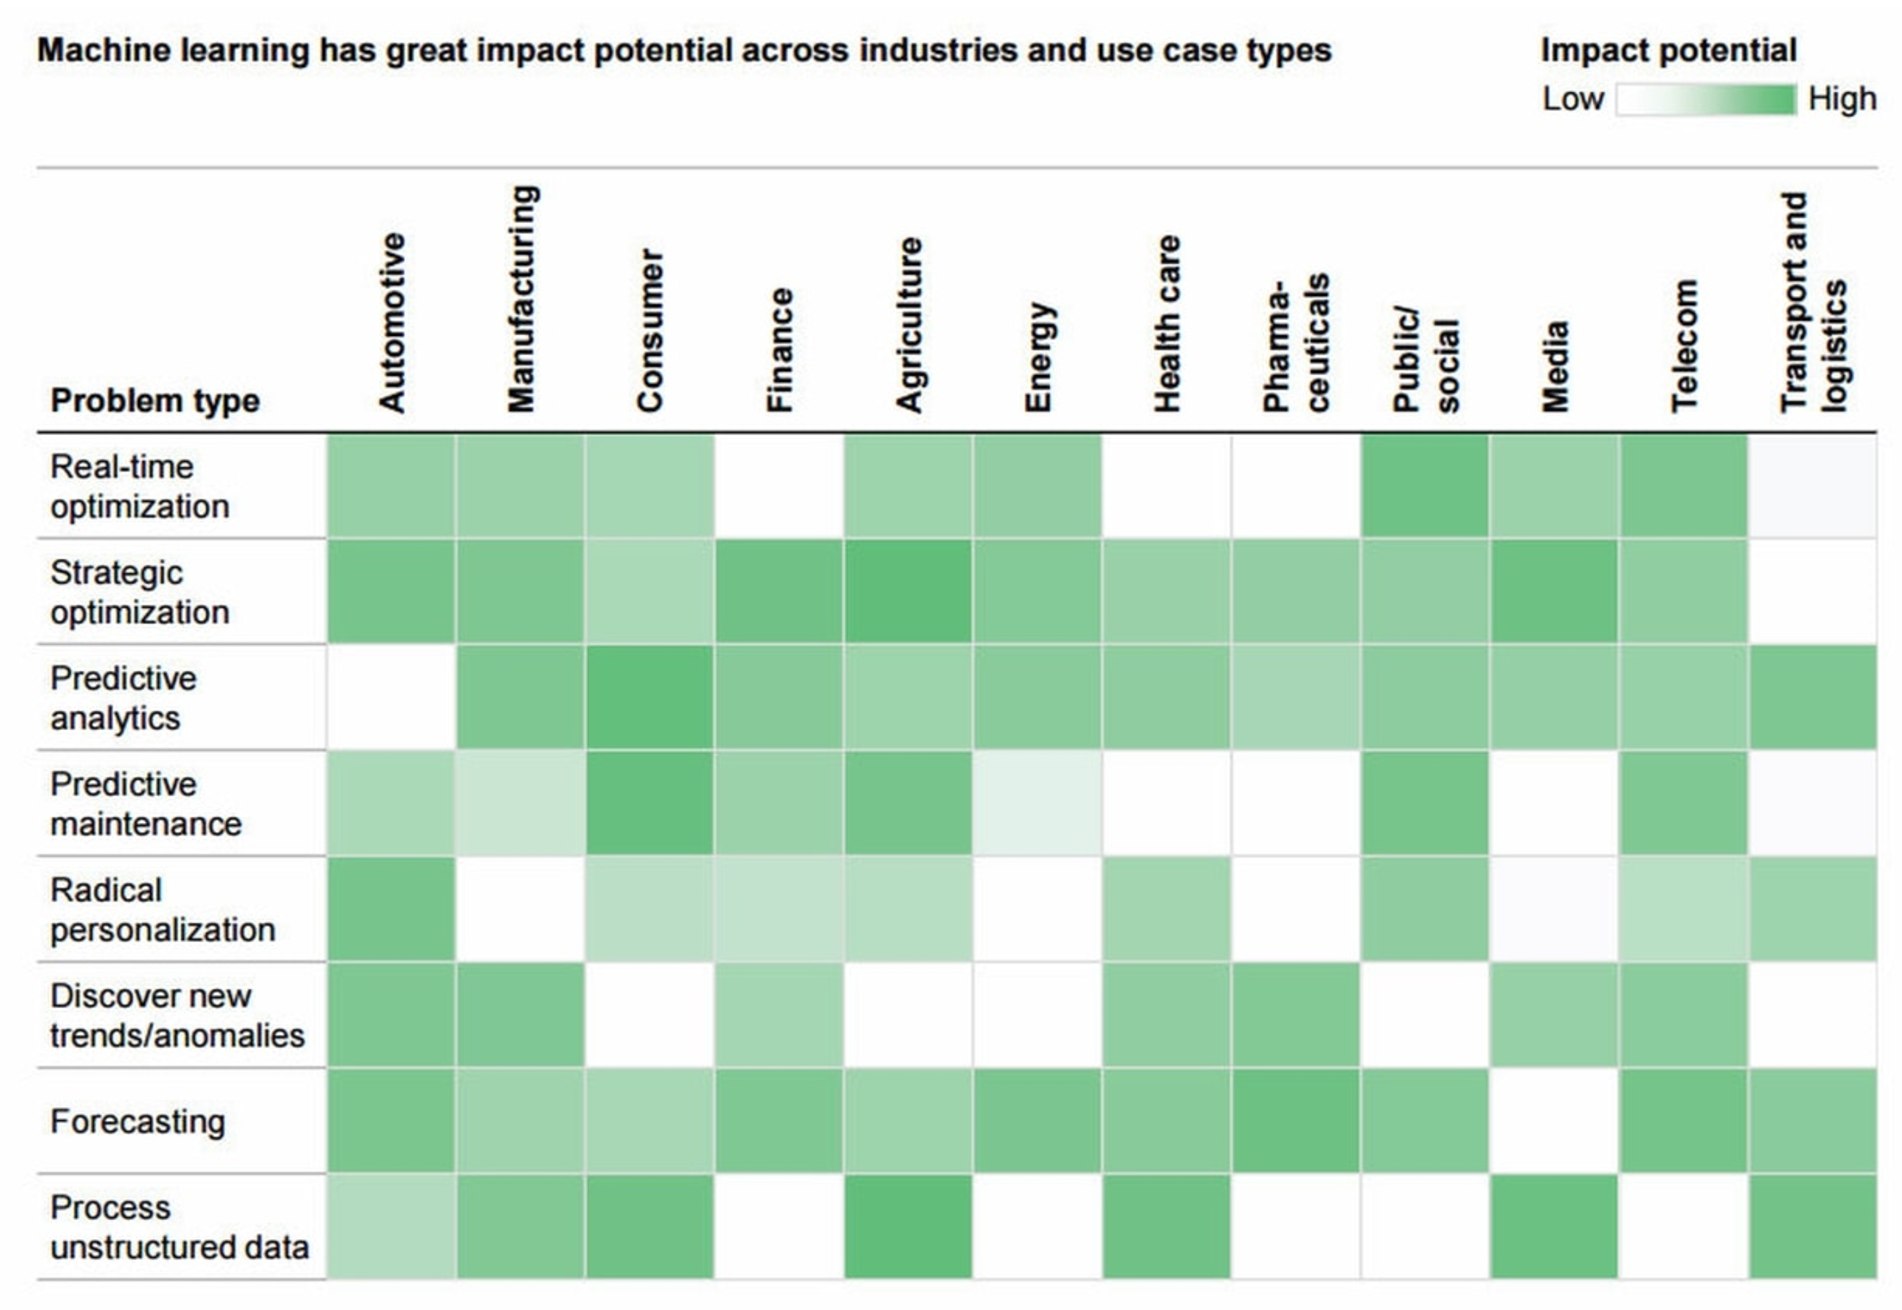 Machine learning has great impact potential across industries and use case types
Impact potential
Low High
Problem type
Automotive
Manufacturing
Consumer
Finance
Agriculture
Energy
Health care
Pharma-
ceuticals
Public/
social
Media
Telecom
Transport and
logistics
Real-time
optimization
Strategic
optimization
Predictive
analytics
Predictive
maintenance
Radical
personalization
Discover new
trends/anomalies
Forecasting
Process
unstructured data